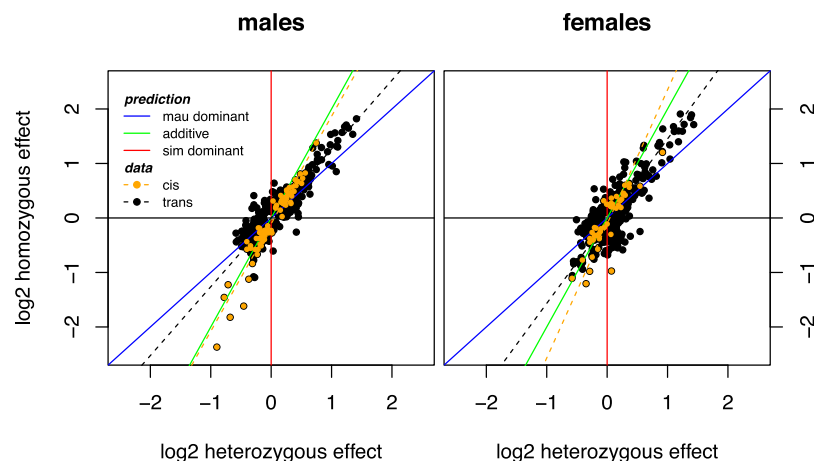 males
females
prediction
mau dominant
additive
sim dominant
data
cis
trans
log2 homozygous effect
2
1
0
−1
−2
2
1
0
−1
−2
−2 −1 0 1 2
−2 −1 0 1 2
log2 heterozygous effect
log2 heterozygous effect